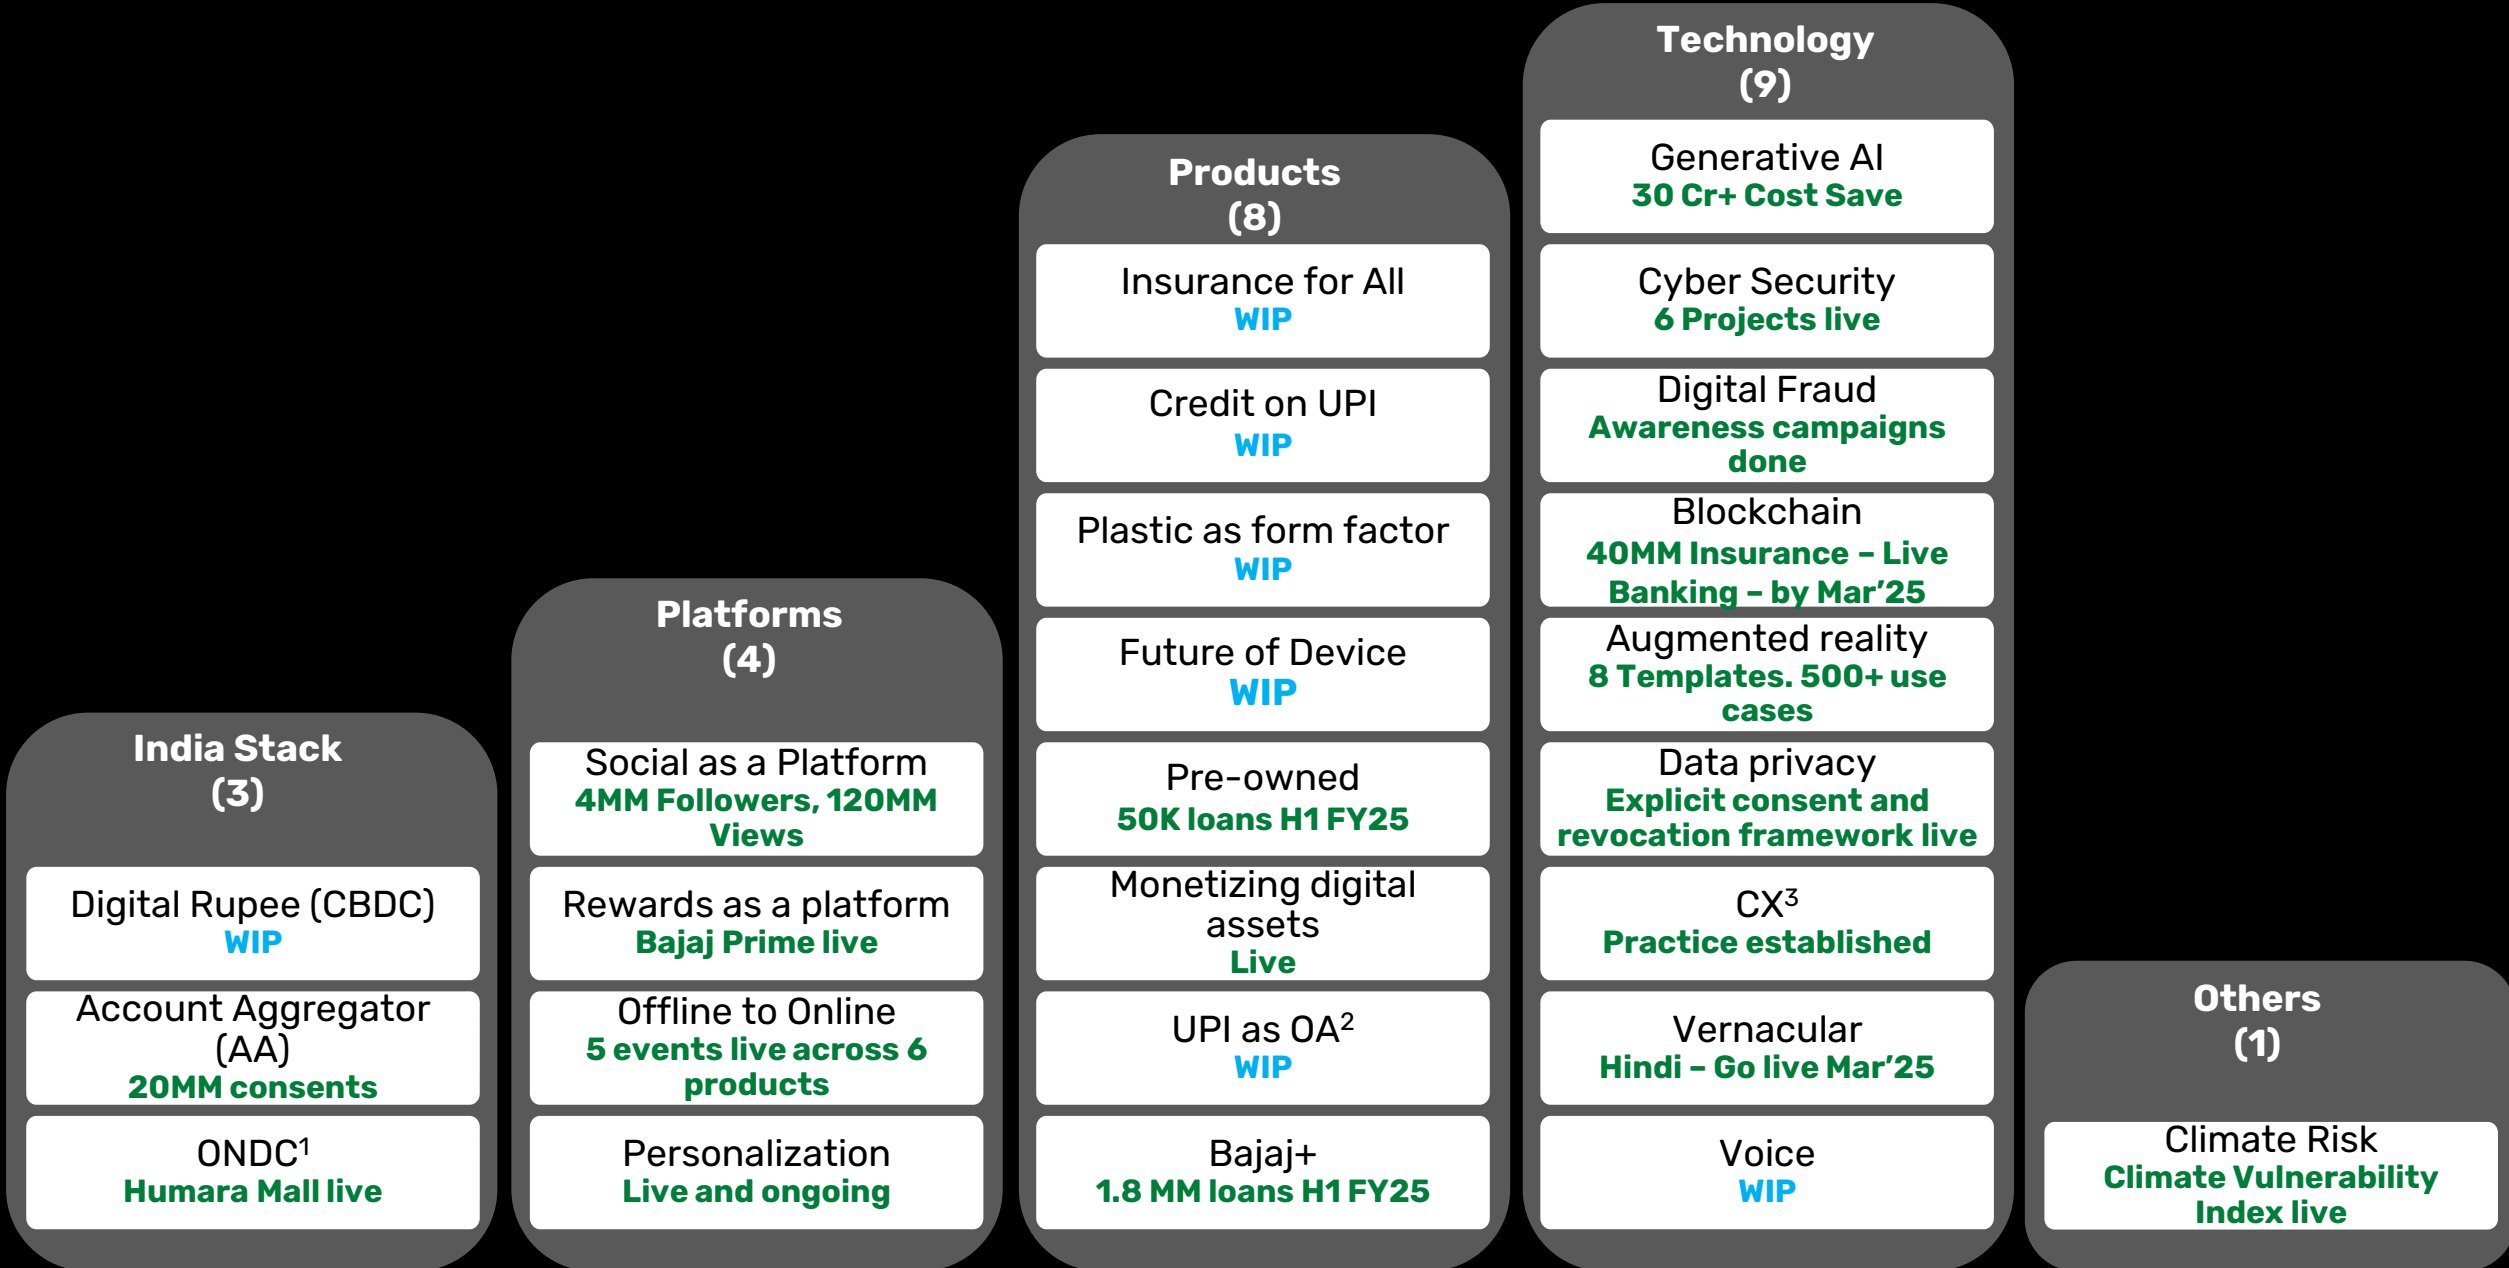 India Stack
(3)
Digital Rupee (CBDC)
WIP
Account Aggregator
(AA)
20MM consents
ONDC¹
Humara Mall live
Platforms
(4)
Social as a Platform
4MM Followers, 120MM
Views
Rewards as a platform
Bajaj Prime live
Offline to Online
5 events live across 6
products
Personalization
Live and ongoing
Products
(8)
Insurance for All
WIP
Credit on UPI
WIP
Plastic as form factor
WIP
Future of Device
WIP
Pre-owned
50K loans H1 FY25
Monetizing digital
assets
Live
UPI as OA²
WIP
Bajaj+
1.8 MM loans H1 FY25
Technology
(9)
Generative AI
30 Cr+ Cost Save
Cyber Security
6 Projects live
Digital Fraud
Awareness campaigns
done
Blockchain
40MM Insurance – Live
Banking – by Mar’25
Augmented reality
8 Templates. 500+ use
cases
Data privacy
Explicit consent and
revocation framework live
CX³
Practice established
Vernacular
Hindi – Go live Mar’25
Voice
WIP
Others
(1)
Climate Risk
Climate Vulnerability
Index live